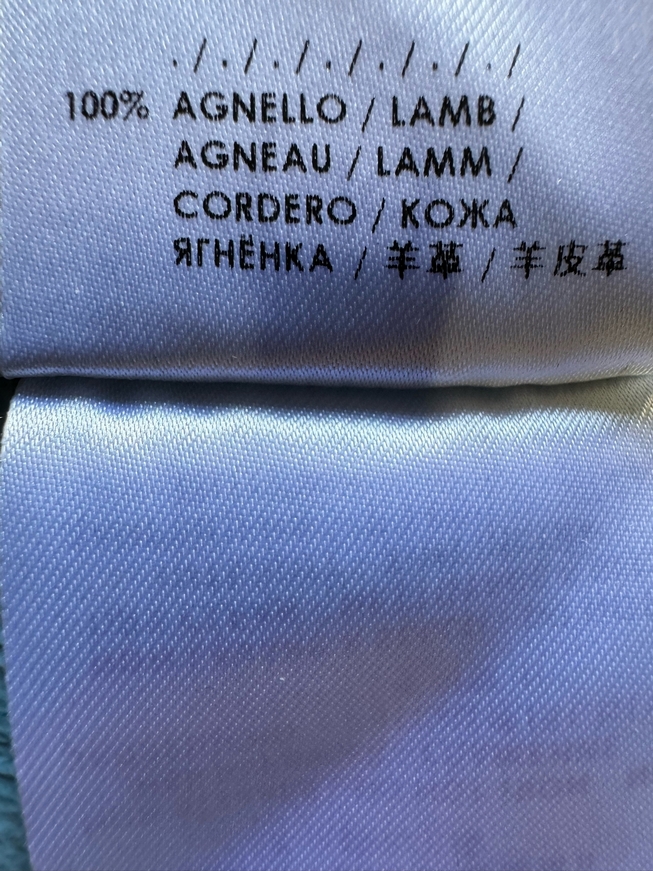 ./././././././
100% AGNELLO / LAMB /
AGNEAU / LAMM /
CORDERO / КОЖА
ЯГНЁНКА / 羊革 / 羊皮革